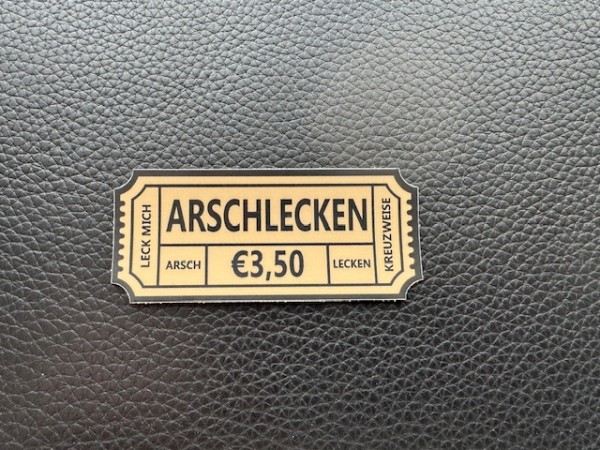 LECK MICH
ARSCHLECKEN
ARSCH
€3,50
LECKEN
KREUZWEISE